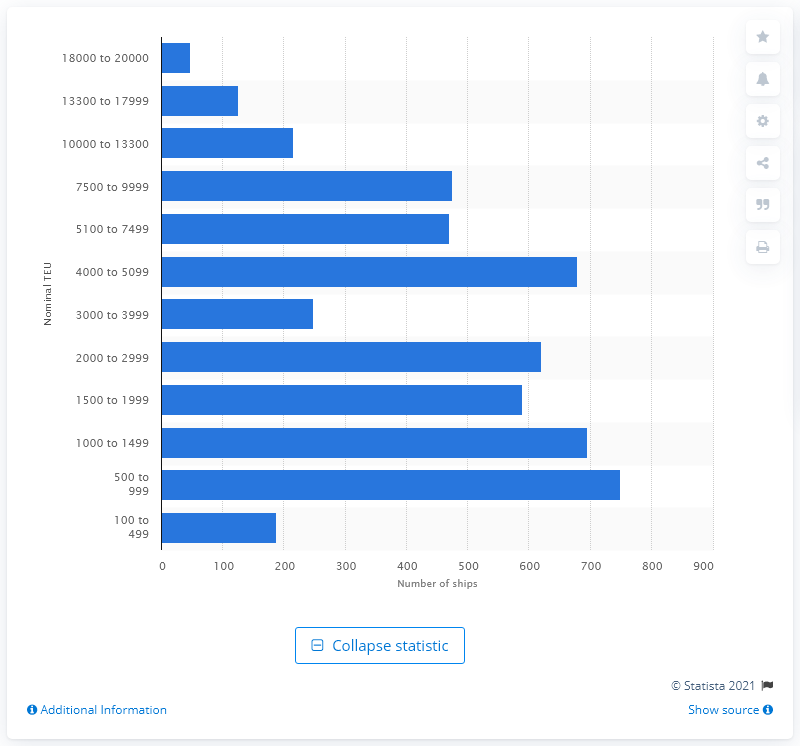 18000 to 20000
13300 to 17999
10000 to 13300
7500 to 9999
5100 to 7499
4000 to 5099
3000 to 3999
2000 to 2999
1500 to 1999
1000 to 1499
500 to
999
100 to
499
Nominal TEU
0 100 200 300 400 500 600 700 800 900
Number of ships
Collapse statistic
© Statista 2021
Additional Information
Show source